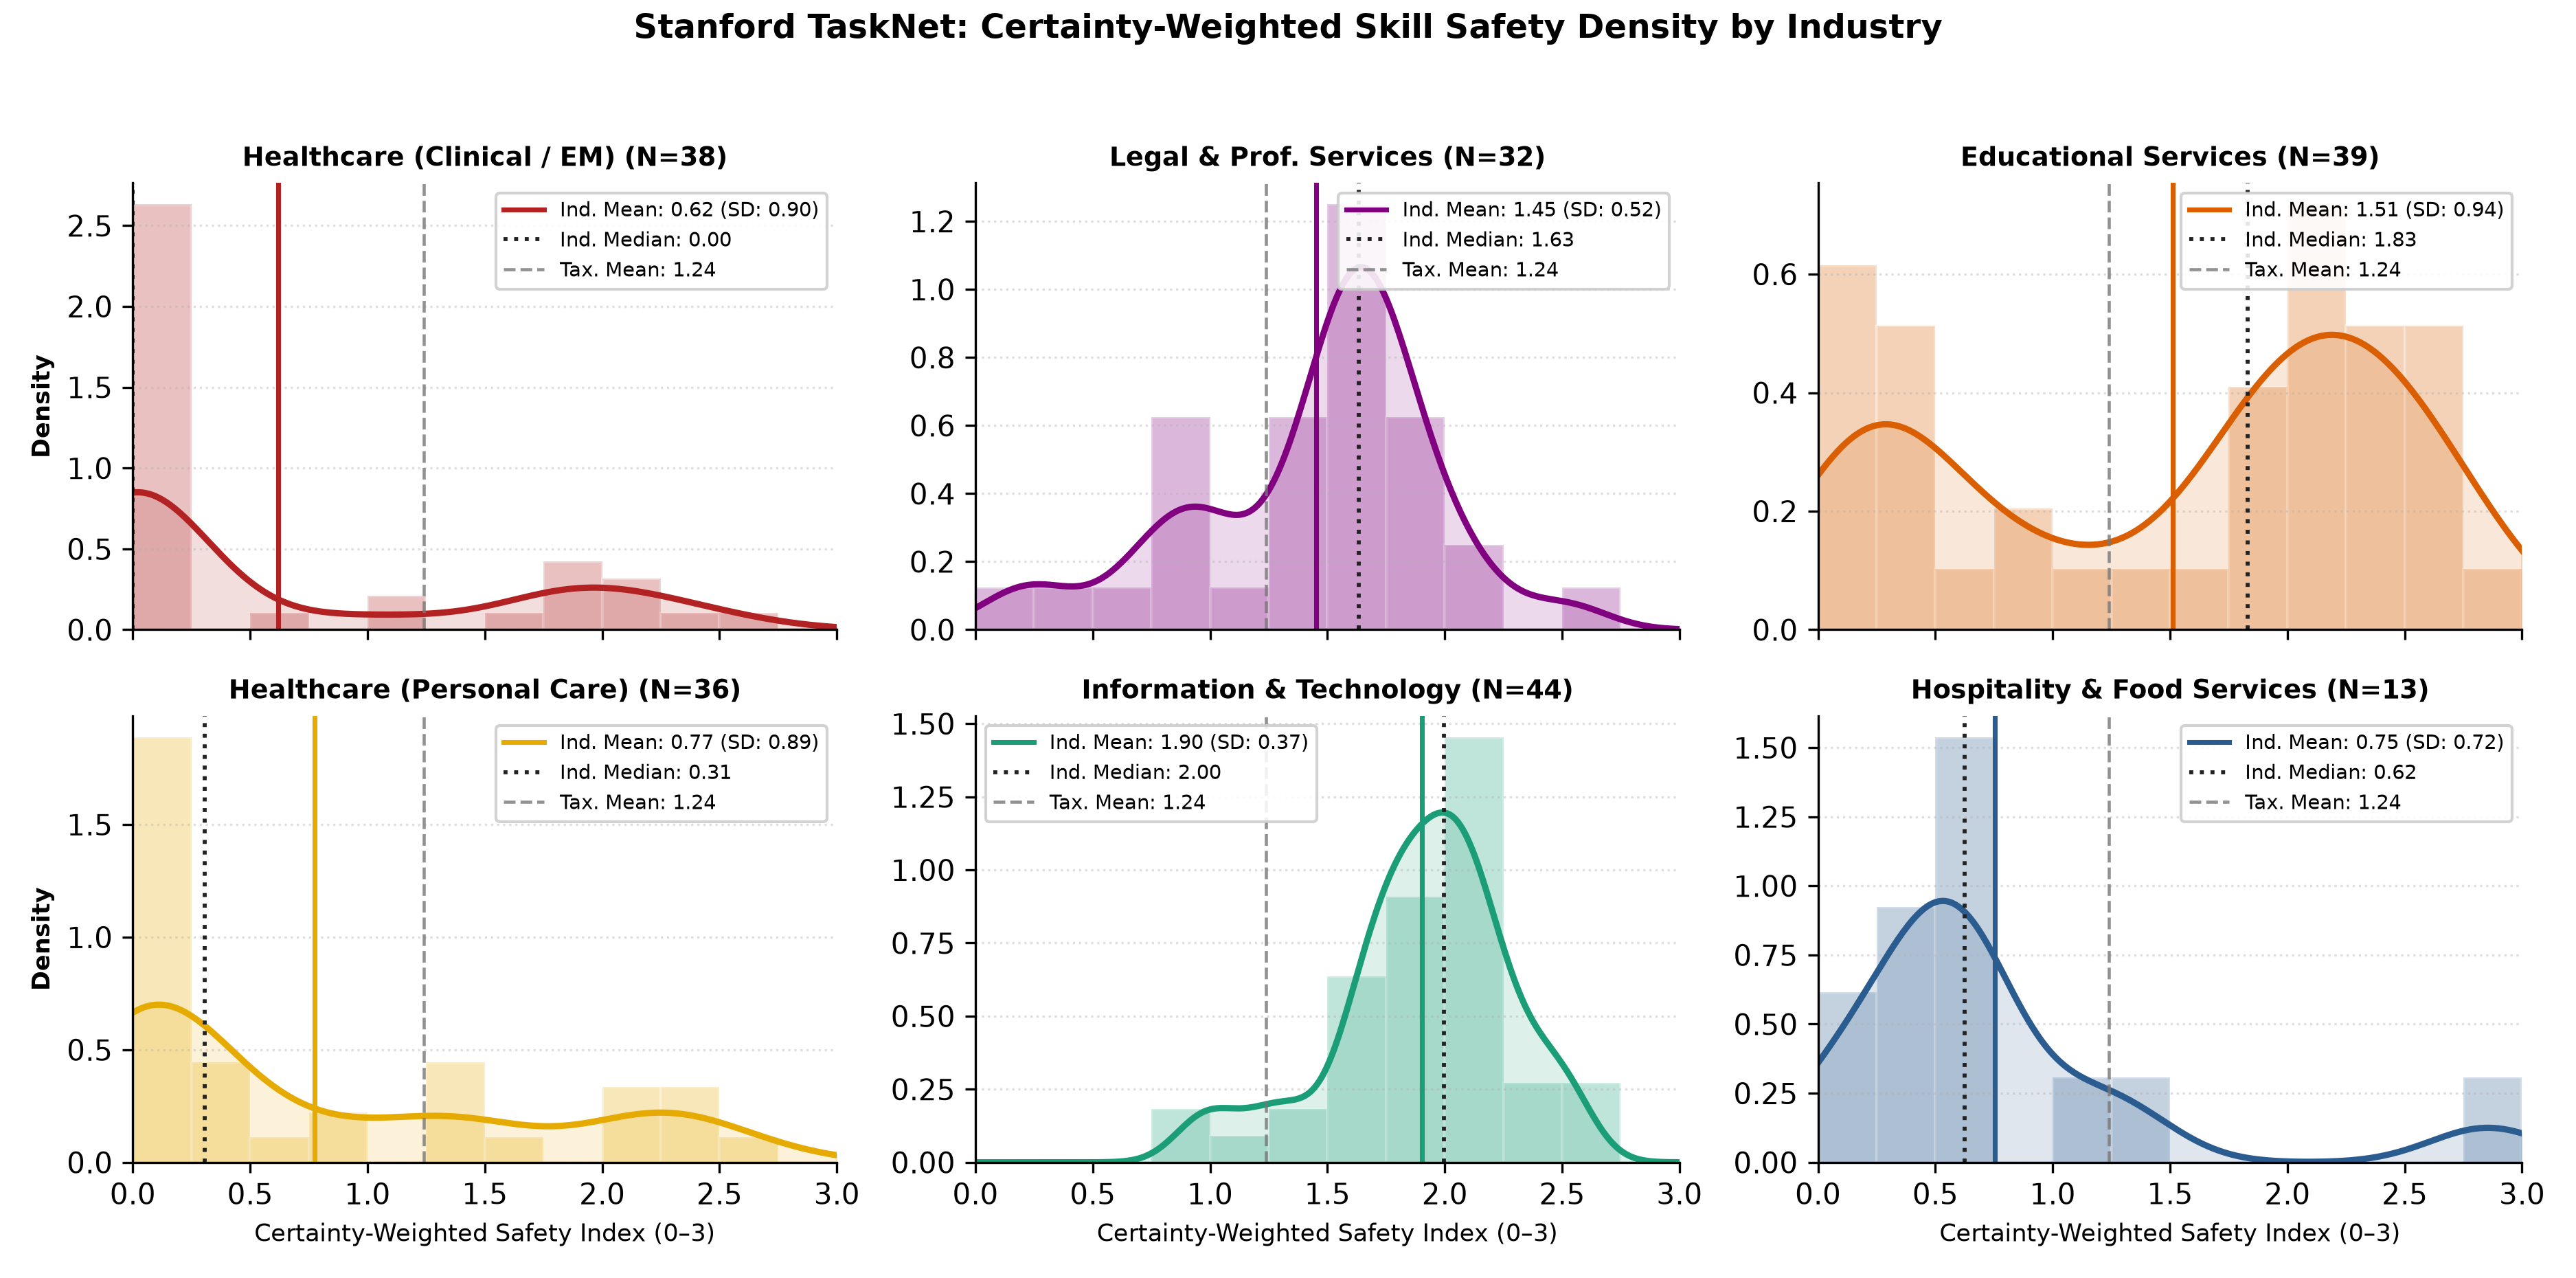 Stanford TaskNet: Certainty-Weighted Skill Safety Density by Industry
Healthcare (Clinical / EM) (N=38)
Density
2.5
2.0
1.5
1.0
0.5
0.0
Ind. Mean: 0.62 (SD: 0.90)
Ind. Median: 0.00
Tax. Mean: 1.24
Legal & Prof. Services (N=32)
1.2
1.0
0.8
0.6
0.4
0.2
0.0
Ind. Mean: 1.45 (SD: 0.52)
Ind. Median: 1.63
Tax. Mean: 1.24
Educational Services (N=39)
0.6
0.4
0.2
0.0
Ind. Mean: 1.51 (SD: 0.94)
Ind. Median: 1.83
Tax. Mean: 1.24
Healthcare (Personal Care) (N=36)
Density
1.5
1.0
0.5
0.0
Ind. Mean: 0.77 (SD: 0.89)
Ind. Median: 0.31
Tax. Mean: 1.24
0.0 0.5 1.0 1.5 2.0 2.5 3.0
Certainty-Weighted Safety Index (0–3)
Information & Technology (N=44)
1.50
1.25
1.00
0.75
0.50
0.25
0.00
Ind. Mean: 1.90 (SD: 0.37)
Ind. Median: 2.00
Tax. Mean: 1.24
0.0 0.5 1.0 1.5 2.0 2.5 3.0
Certainty-Weighted Safety Index (0–3)
Hospitality & Food Services (N=13)
1.50
1.25
1.00
0.75
0.50
0.25
0.00
Ind. Mean: 0.75 (SD: 0.72)
Ind. Median: 0.62
Tax. Mean: 1.24
0.0 0.5 1.0 1.5 2.0 2.5 3.0
Certainty-Weighted Safety Index (0–3)